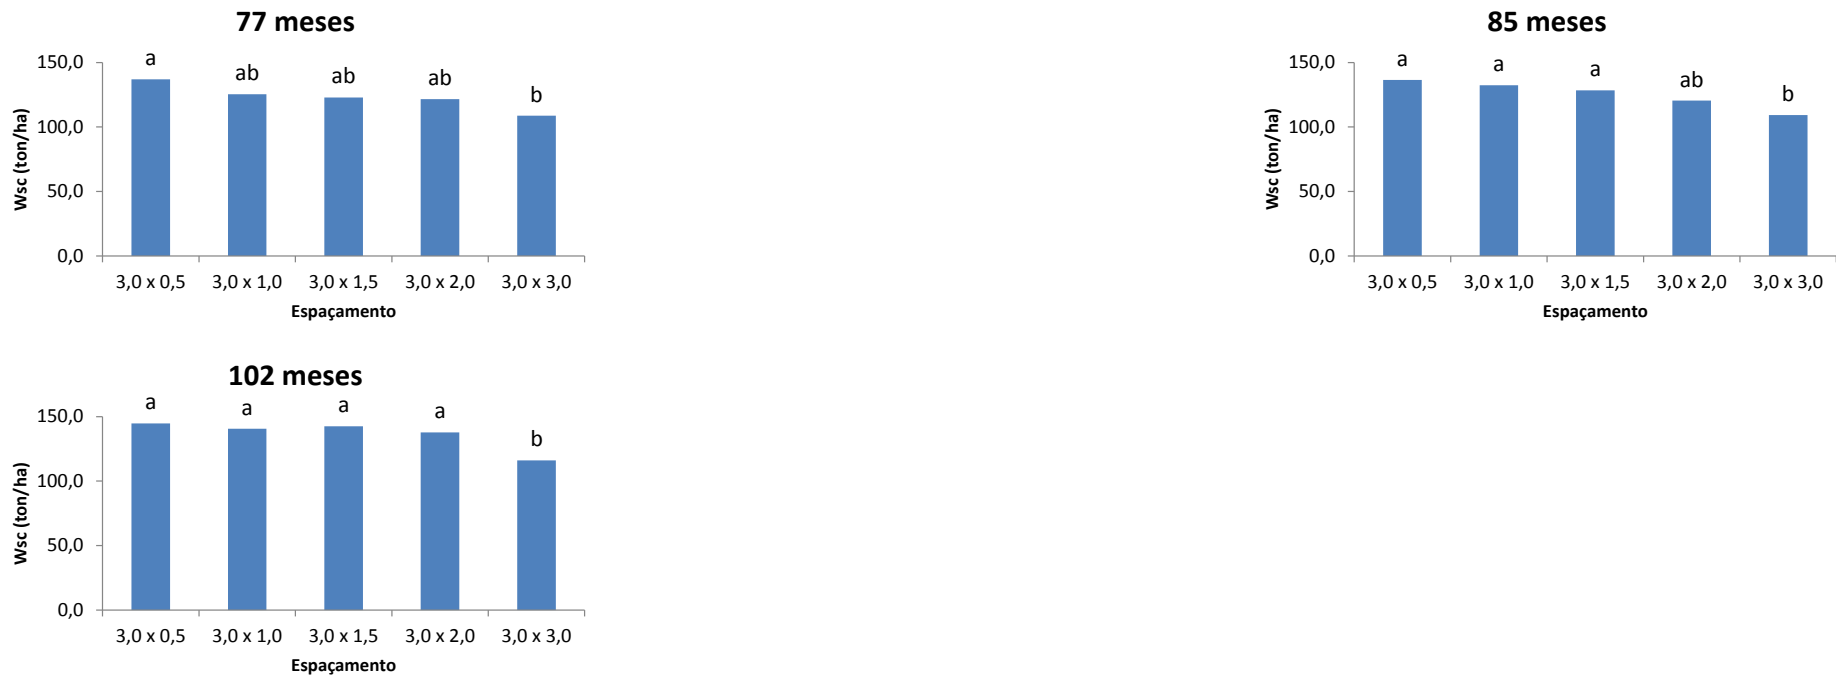 77 meses
150,0
100,0
50,0
0,0
Wsc (ton/ha)
a ab ab ab b
3,0 x 0,5 3,0 x 1,0 3,0 x 1,5 3,0 x 2,0 3,0 x 3,0
Espaçamento
85 meses
150,0
100,0
50,0
0,0
Wsc (ton/ha)
a a a ab b
3,0 x 0,5 3,0 x 1,0 3,0 x 1,5 3,0 x 2,0 3,0 x 3,0
Espaçamento
102 meses
150,0
100,0
50,0
0,0
Wsc (ton/ha)
a a a a b
3,0 x 0,5 3,0 x 1,0 3,0 x 1,5 3,0 x 2,0 3,0 x 3,0
Espaçamento